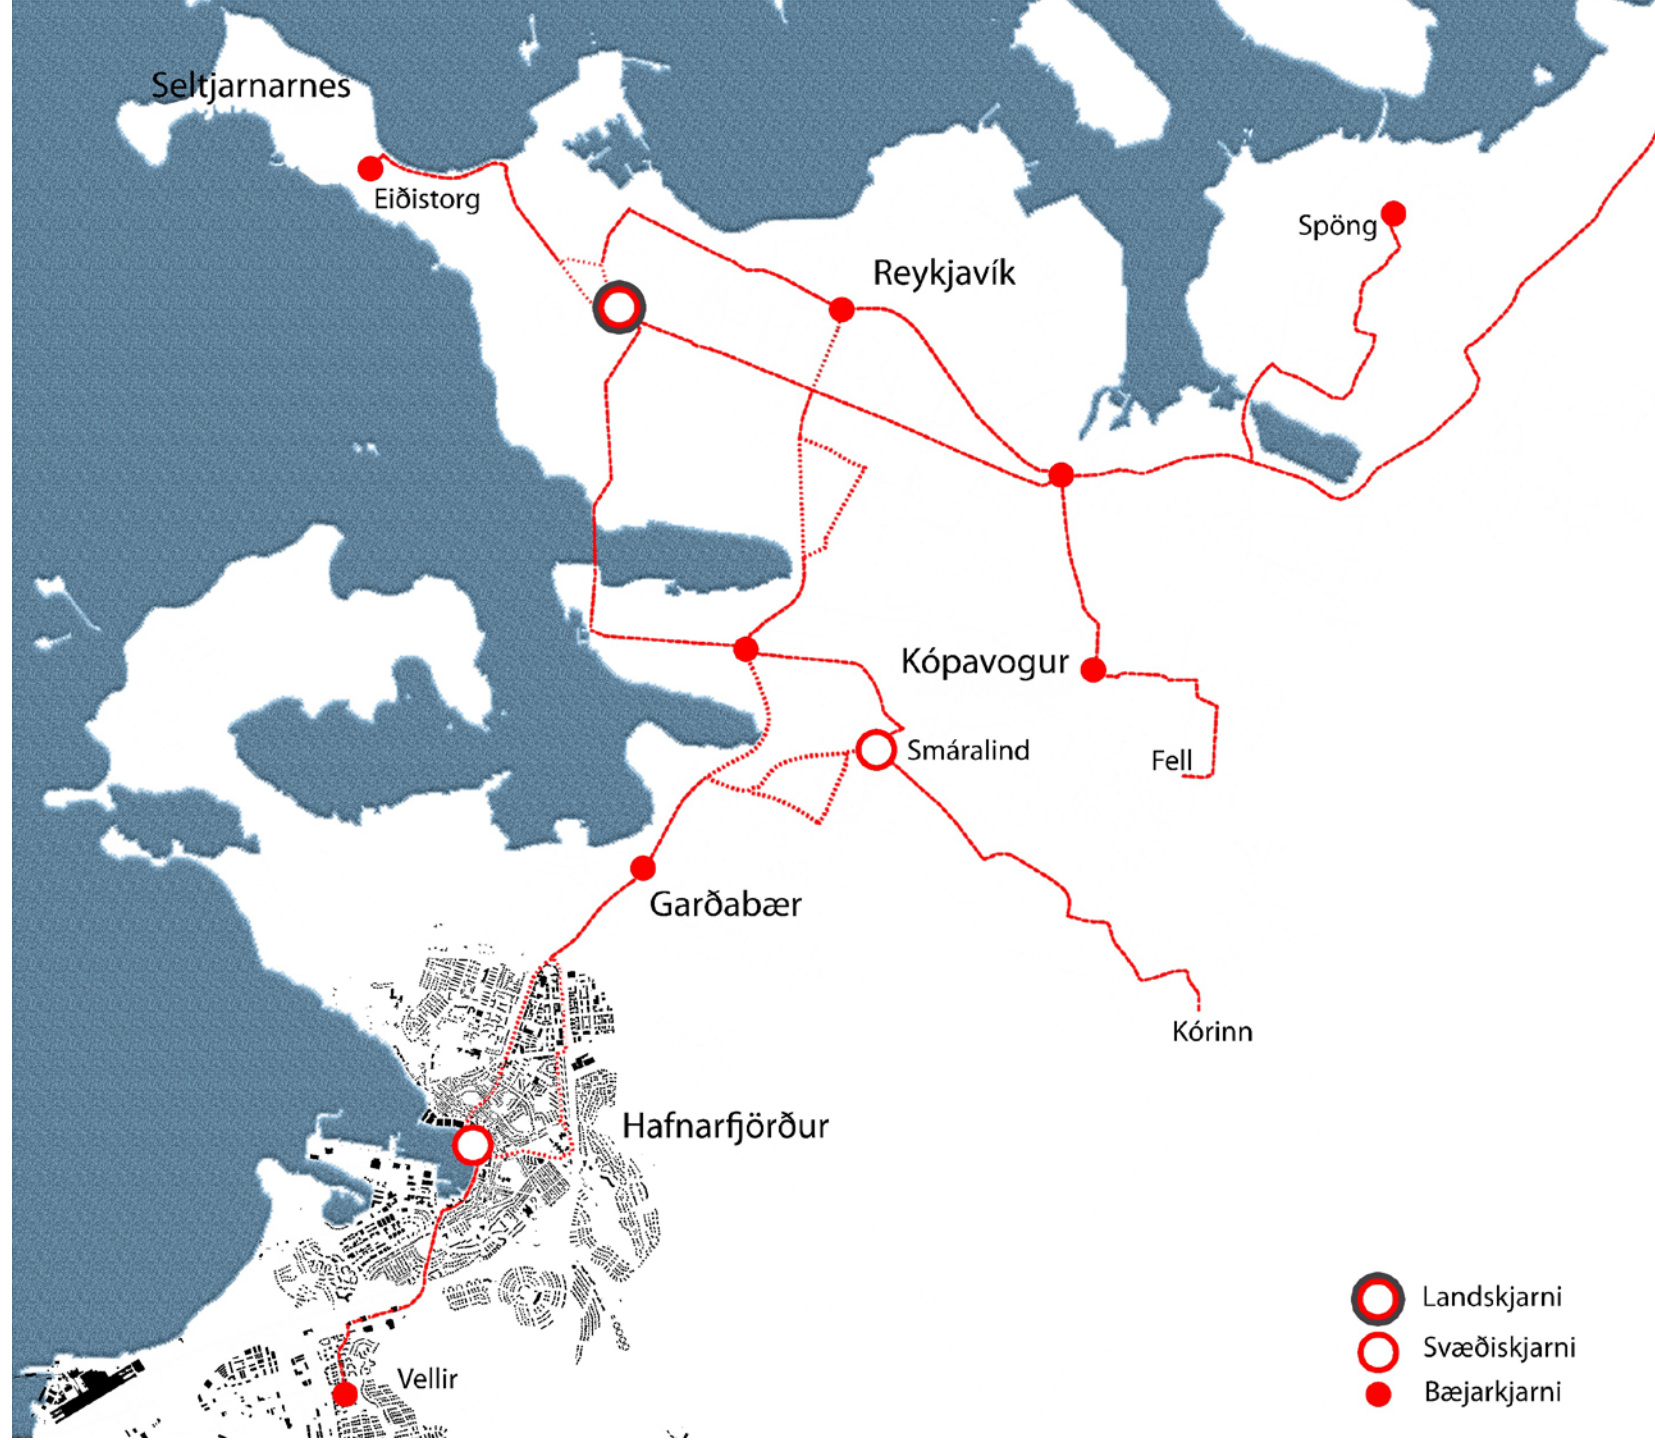 Seltjarnarnes
Eiðistorg
Spöng
Reykjavík
Kópavogur
Smáralind
Fell
Garðabær
Kórinn
Hafnarfjörður
Vellir
Landskjarni
Svæðiskjarni
Bæjarkjarni